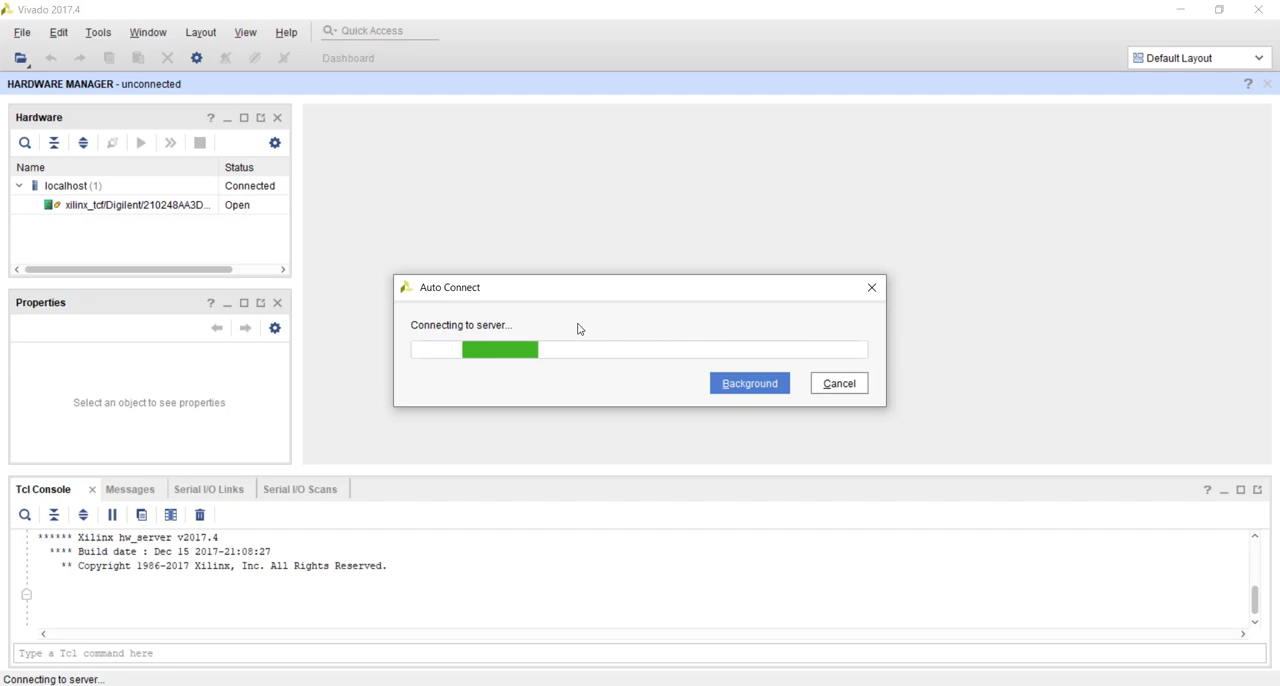 Vivado 2017.4
File Edit Tools Window Layout View Help Quick Access
Dashboard
Default Layout
HARDWARE MANAGER - unconnected
Hardware
Name Status
localhost (1) Connected
xilinx_tcf/Digilent/210248AA3D... Open
Auto Connect
Connecting to server...
Background Cancel
Properties
Select an object to see properties
Tcl Console Messages Serial I/O Links Serial I/O Scans
****** Xilinx hw_server v2017.4
**** Build date : Dec 15 2017-21:08:27
** Copyright 1986-2017 Xilinx, Inc. All Rights Reserved.
Type a Tcl command here
Connecting to server...